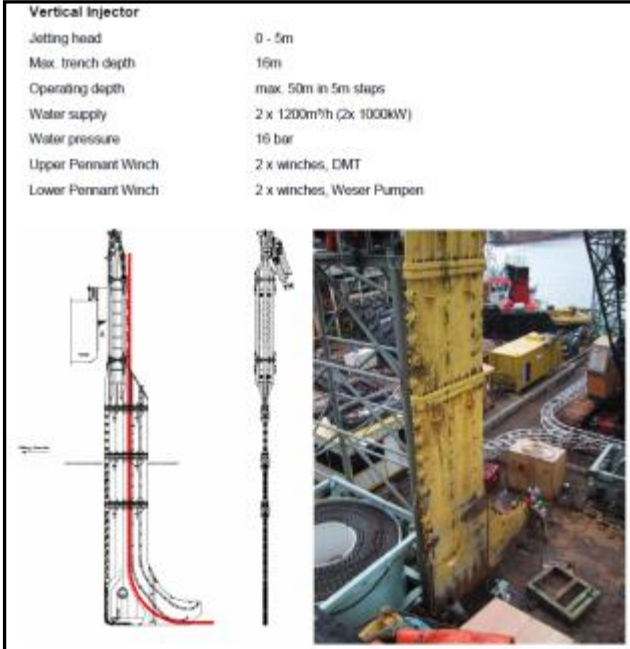 Vertical Injector
Jetting head 0 - 5m
Max. trench depth 16m
Operating depth max. 50m in 5m steps
Water supply 2 x 1200m³/h (2x 1000kW)
Water pressure 16 bar
Upper Pennant Winch 2 x winches, DMT
Lower Pennant Winch 2 x winches, Weser Pumpen